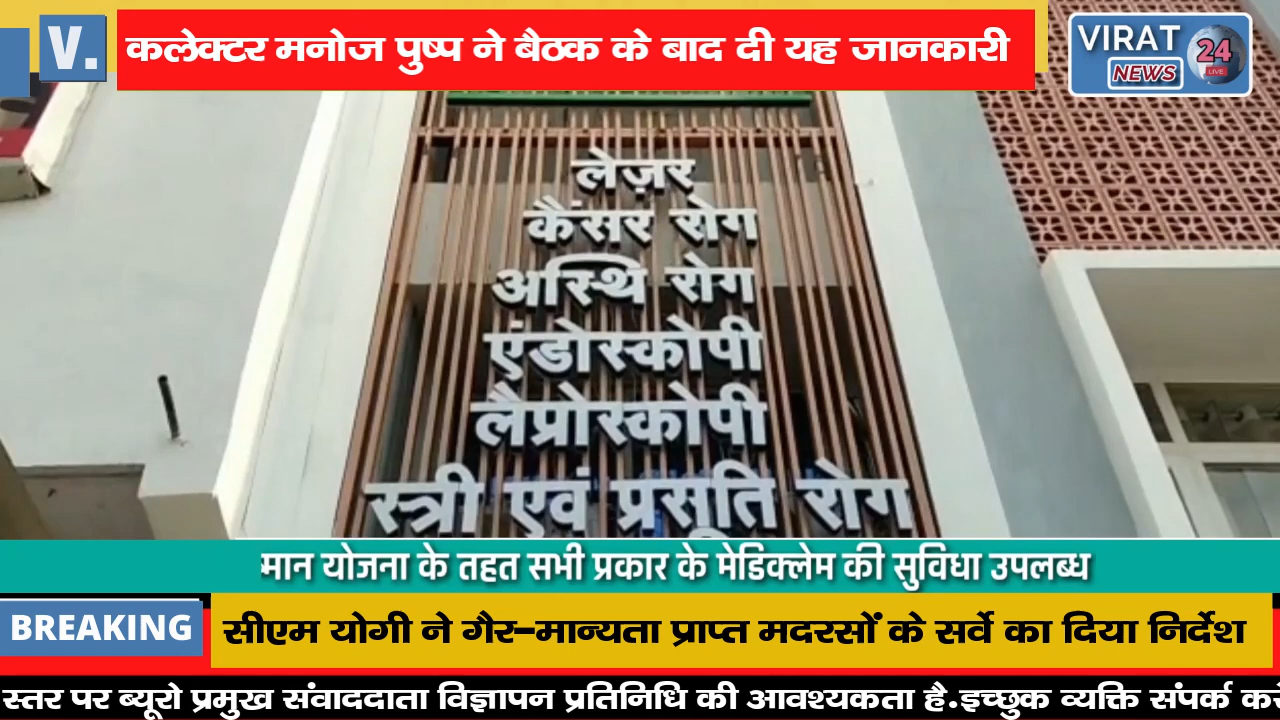 V.
कलेक्टर मनोज पुष्प ने बैठक के बाद दी यह जानकारी
VIRAT
24
NEWS
LIVE
लेज़र
कैंसर रोग
अस्थि रोग
एंडोस्कोपी
लैप्रोस्कोपी
स्त्री एवं प्रसूति रोग
मान योजना के तहत सभी प्रकार के मेडिक्लेम की सुविधा उपलब्ध
BREAKING
सीएम योगी ने गैर-मान्यता प्राप्त मदरसों के सर्वे का दिया निर्देश
स्तर पर ब्यूरो प्रमुख संवाददाता विज्ञापन प्रतिनिधि की आवश्यकता है.इच्छुक व्यक्ति संपर्क करे